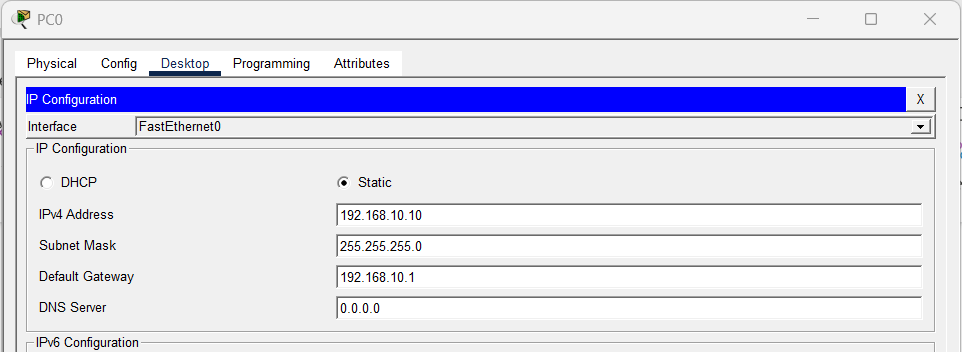 PC0
Physical Config Desktop Programming Attributes
IP Configuration X
Interface FastEthernet0
IP Configuration
DHCP Static
IPv4 Address 192.168.10.10
Subnet Mask 255.255.255.0
Default Gateway 192.168.10.1
DNS Server 0.0.0.0
IPv6 Configuration